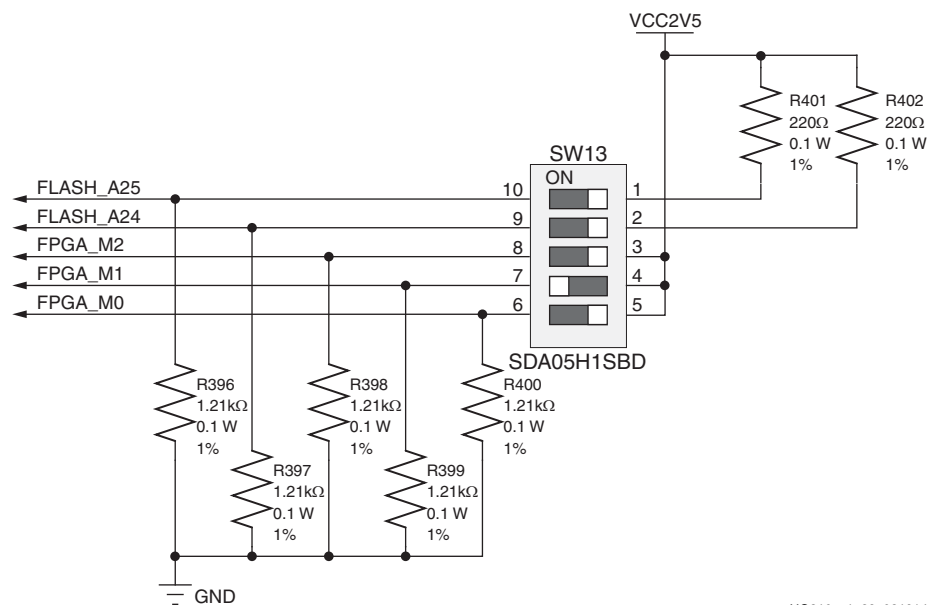 VCC2V5
R401
220Ω
0.1 W
1%
R402
220Ω
0.1 W
1%
SW13
ON
FLASH_A25
10
1
FLASH_A24
9
2
FPGA_M2
8
3
FPGA_M1
7
4
FPGA_M0
6
5
SDA05H1SBD
R396
1.21kΩ
0.1 W
1%
R398
1.21kΩ
0.1 W
1%
R400
1.21kΩ
0.1 W
1%
R397
1.21kΩ
0.1 W
1%
R399
1.21kΩ
0.1 W
1%
GND